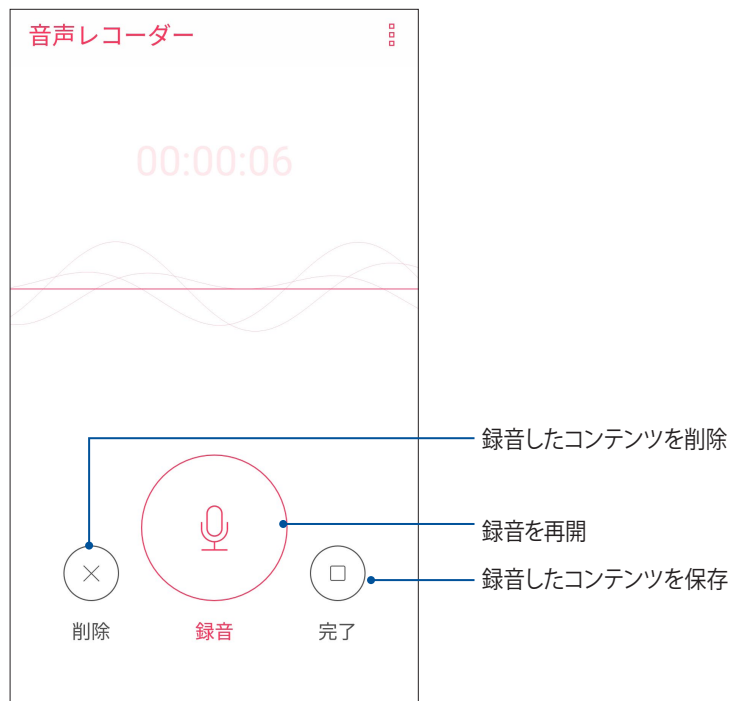 音声レコーダー
00:00:06
録音したコンテンツを削除
録音を再開
録音したコンテンツを保存
削除
録音
完了